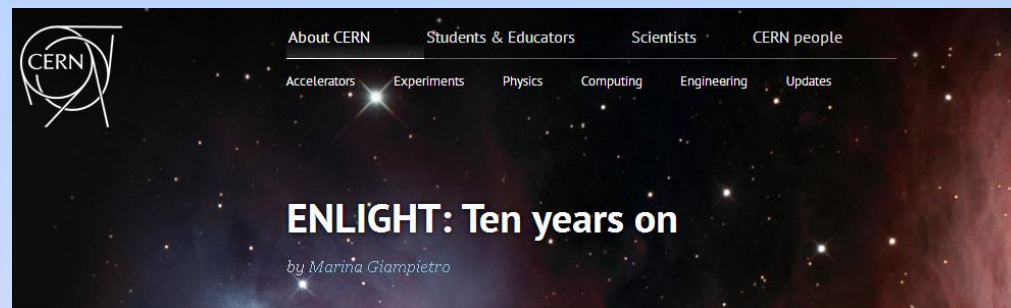 CERN
About CERN Students & Educators Scientists CERN people
Accelerators Experiments Physics Computing Engineering Updates
ENLIGHT: Ten years on
by Marina Giampietro